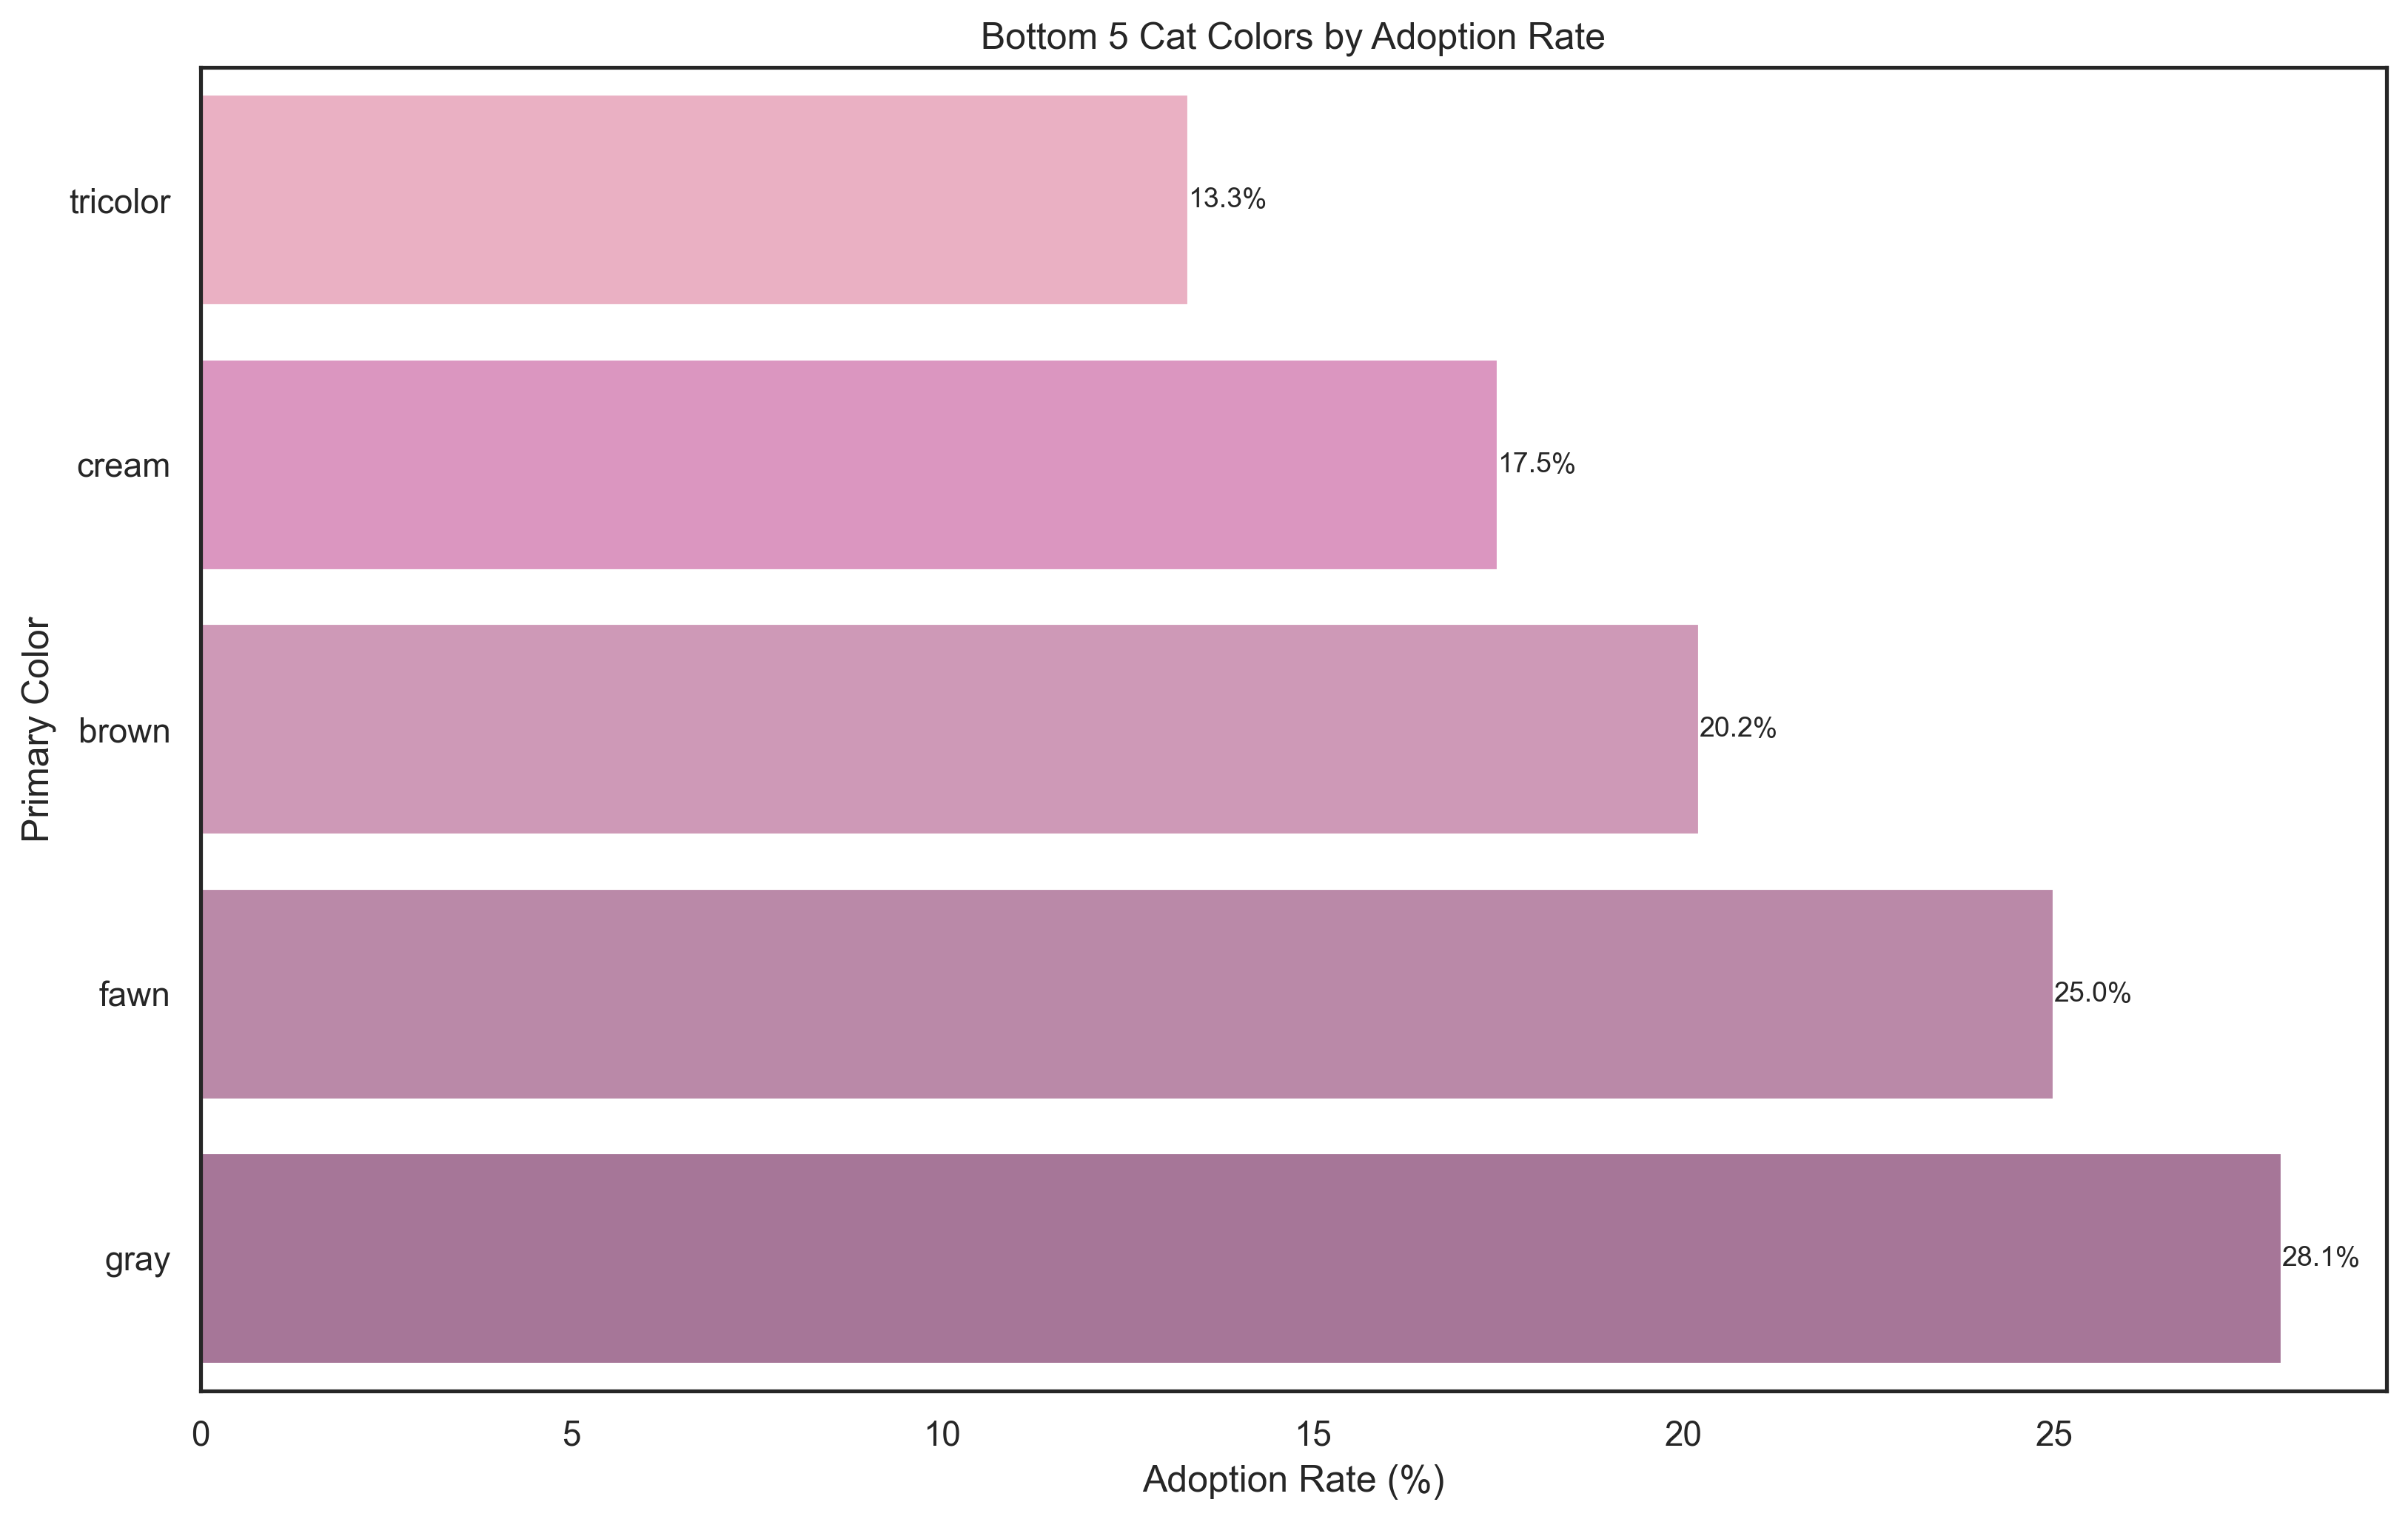 Bottom 5 Cat Colors by Adoption Rate
Primary Color
tricolor
13.3%
cream
17.5%
brown
20.2%
fawn
25.0%
gray
28.1%
0 5 10 15 20 25
Adoption Rate (%)